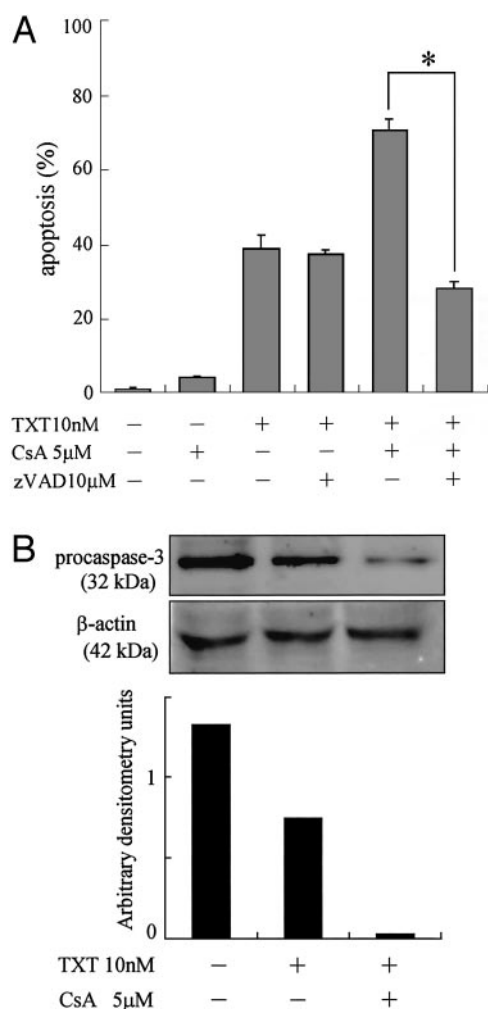 A
100
80
60
40
20
0
apoptosis (%)
*
TXT10nM − − + + + +
CsA 5μM − + − − + +
zVAD10μM − − − + − +
B
procaspase-3
(32 kDa)
β-actin
(42 kDa)
Arbitrary densitometry units
1
0
TXT 10nM − + +
CsA 5μM − − +